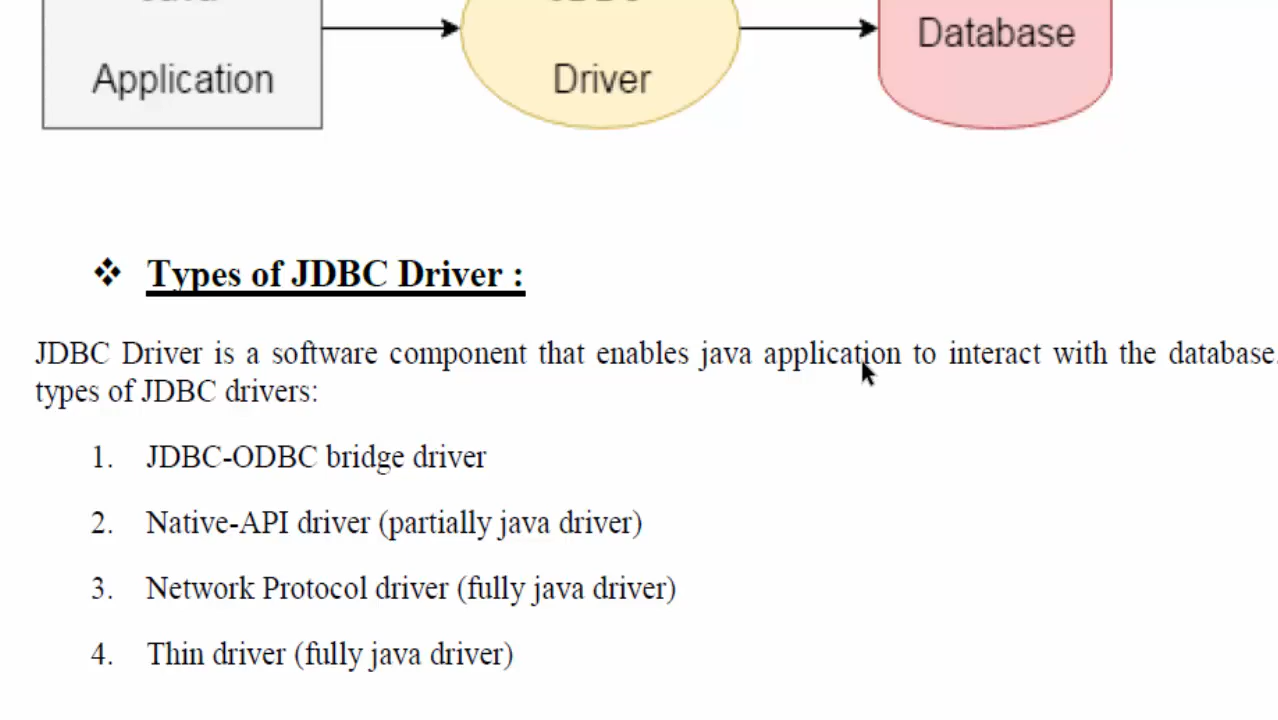 Application
Driver
Database
❖ Types of JDBC Driver :
JDBC Driver is a software component that enables java application to interact with the database.
types of JDBC drivers:
1. JDBC-ODBC bridge driver
2. Native-API driver (partially java driver)
3. Network Protocol driver (fully java driver)
4. Thin driver (fully java driver)